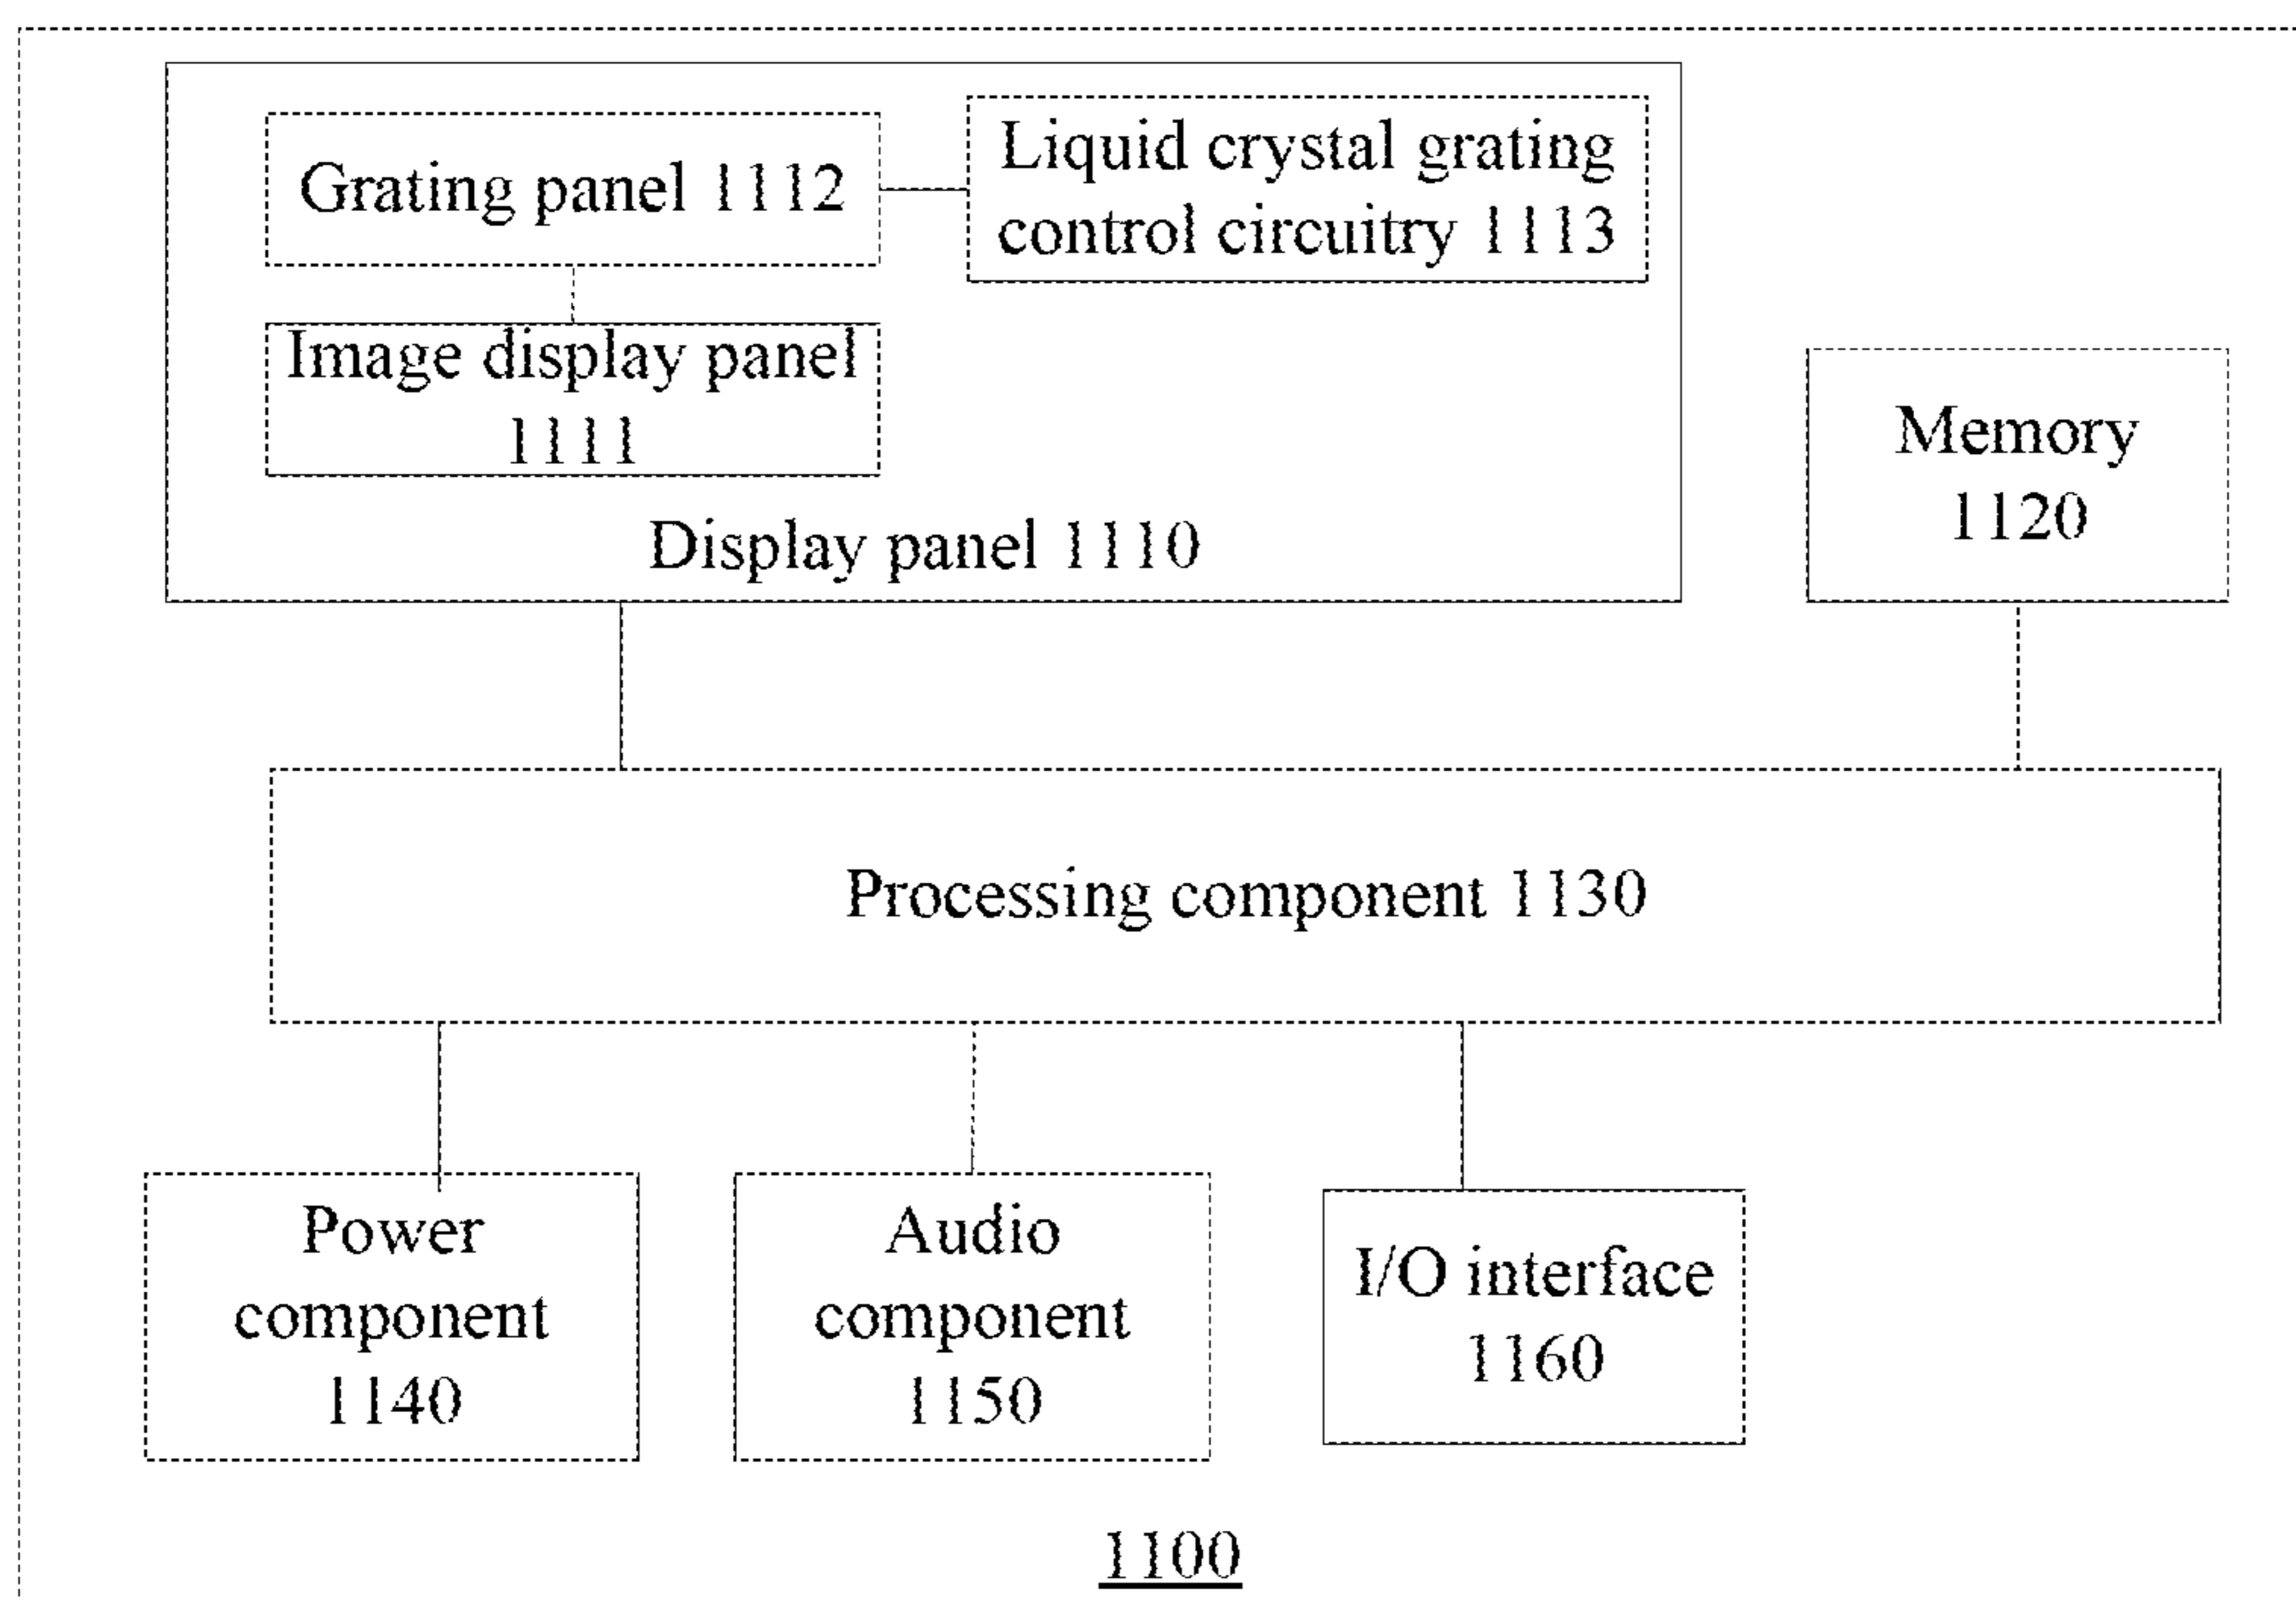 Grating panel 1112
Liquid crystal grating
control circuitry 1113
Image display panel
1111
Display panel 1110
Memory
1120
Processing component 1130
Power
component
1140
Audio
component
1150
I/O interface
1160
1100